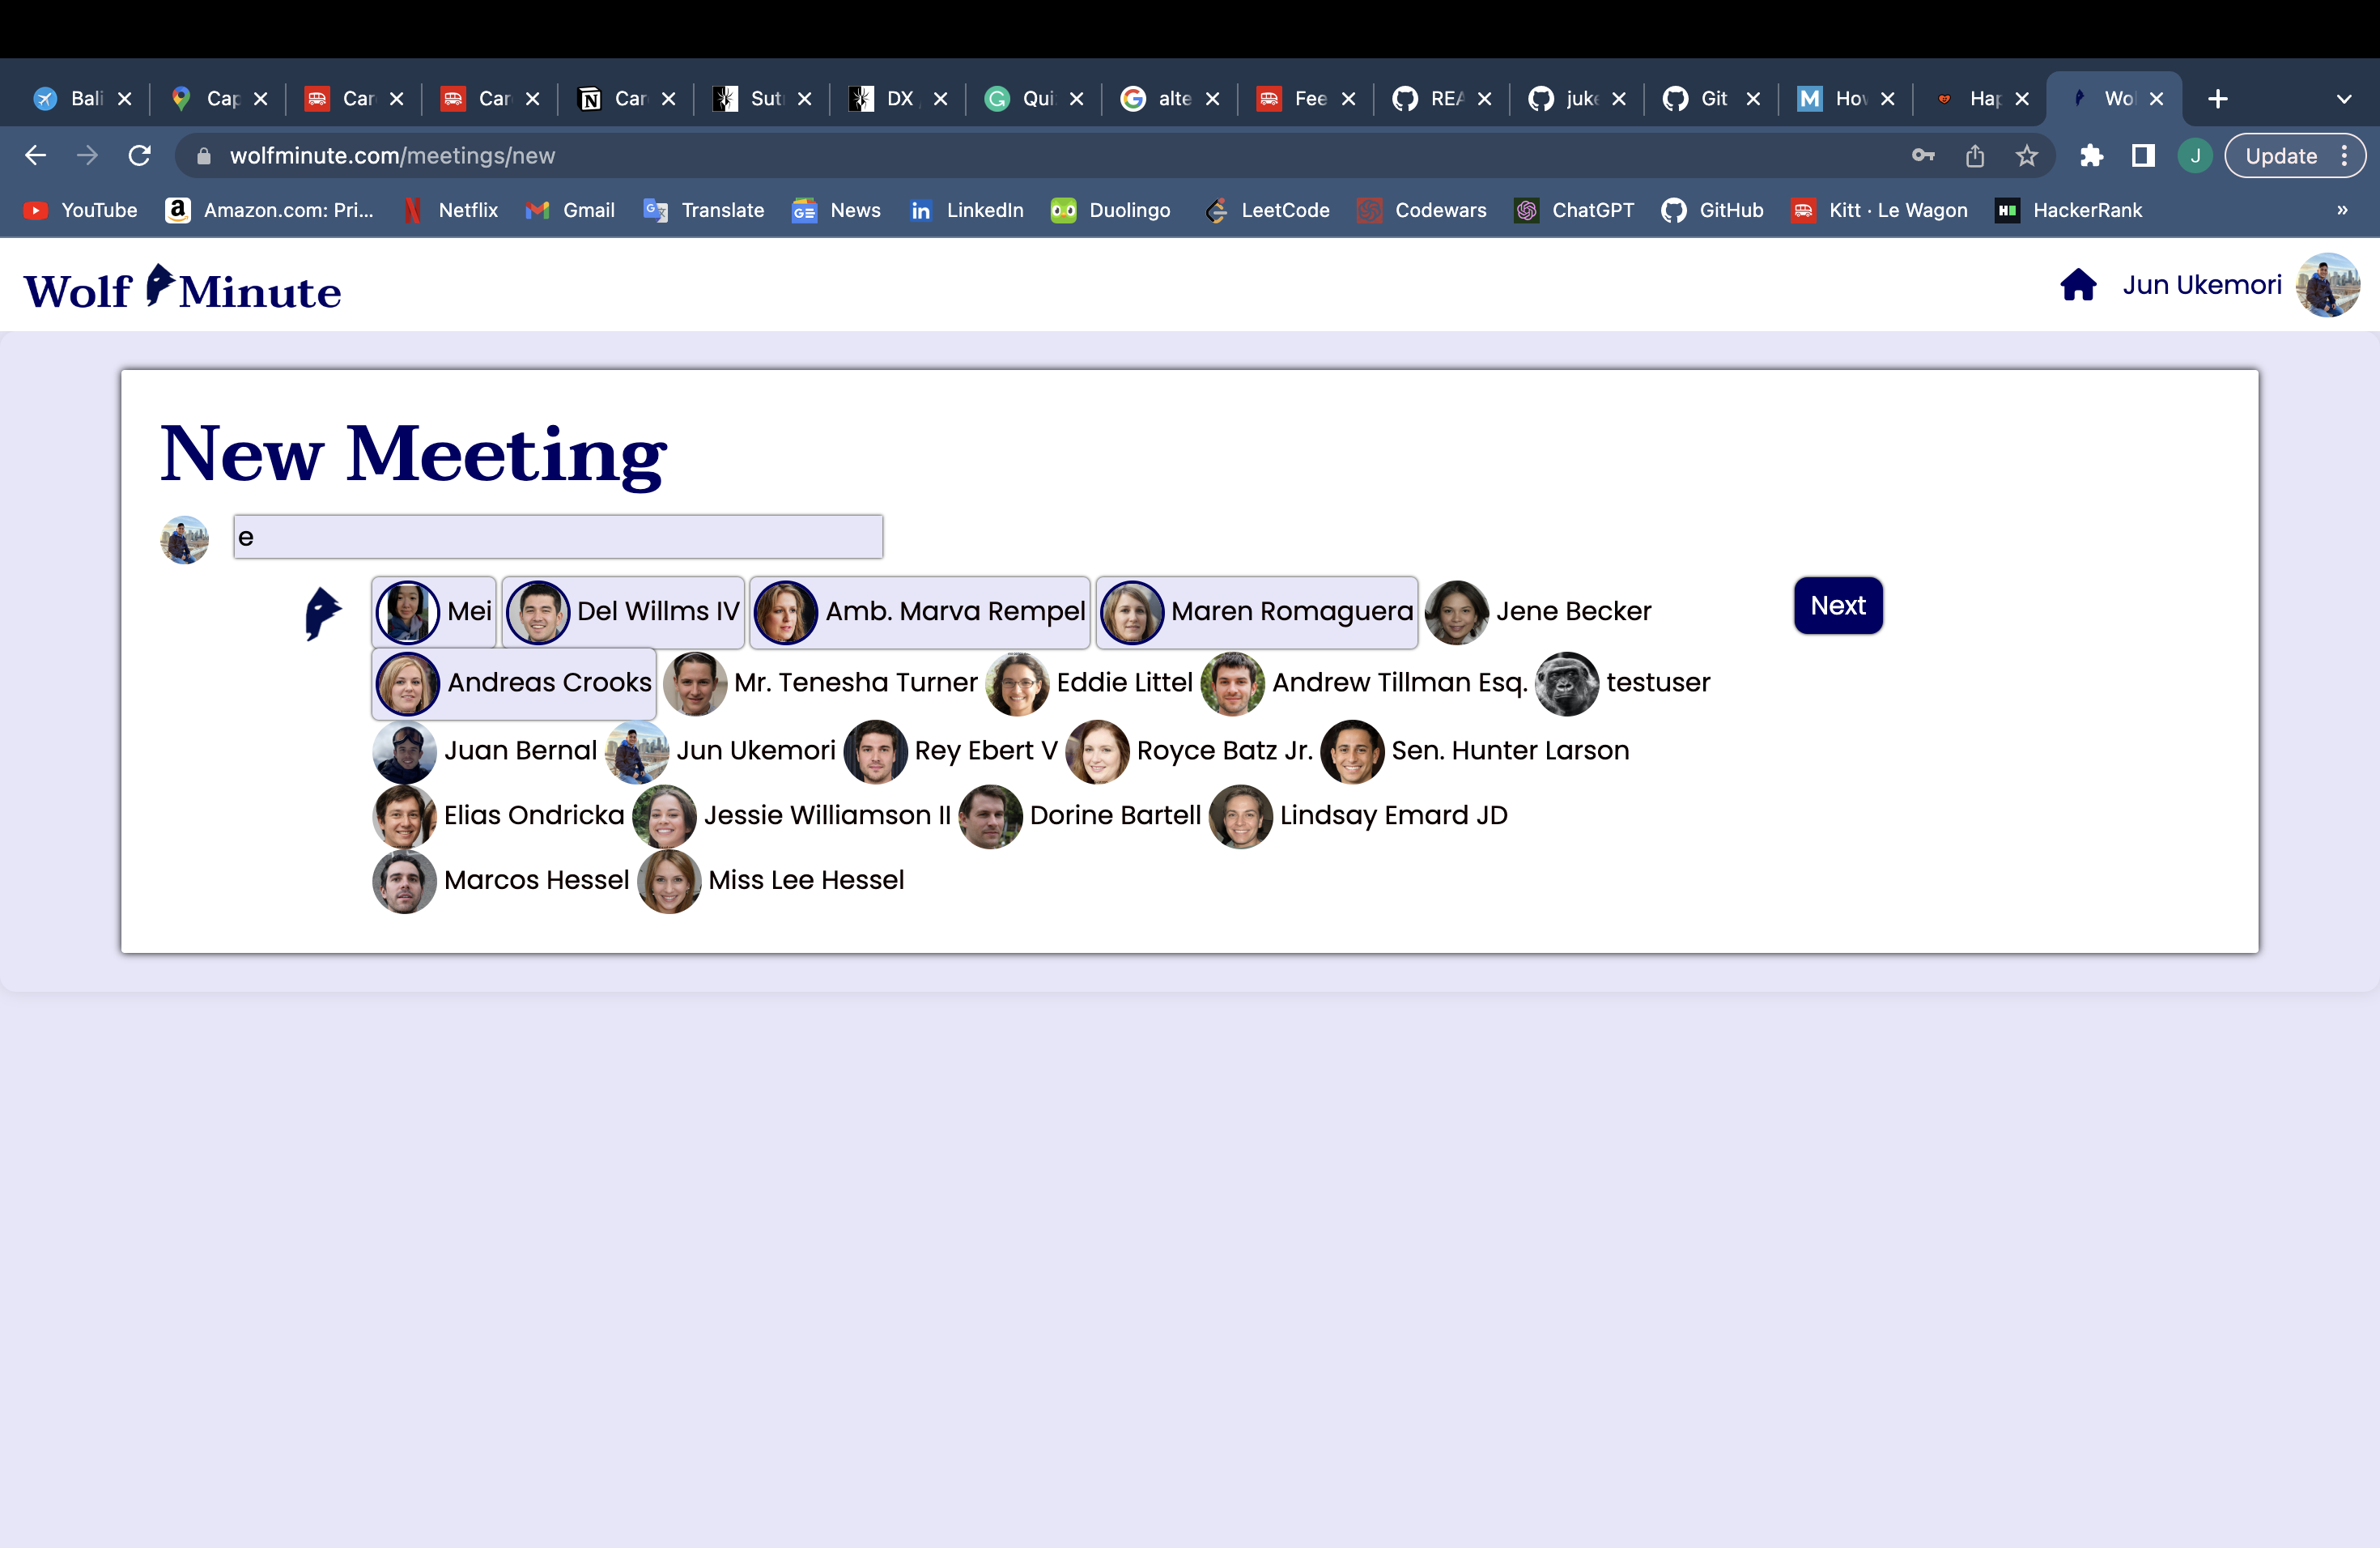 Bali Cap Car Car Car Sut DX Qui alte Fee REA juke Git How Hap Wol
wolfminute.com/meetings/new J Update
YouTube Amazon.com: Pri... Netflix Gmail Translate News LinkedIn Duolingo LeetCode Codewars ChatGPT GitHub Kitt · Le Wagon HackerRank »
Wolf Minute Jun Ukemori
New Meeting
e
Mei Del Willms IV Amb. Marva Rempel Maren Romaguera Jene Becker Next
Andreas Crooks Mr. Tenesha Turner Eddie Littel Andrew Tillman Esq. testuser
Juan Bernal Jun Ukemori Rey Ebert V Royce Batz Jr. Sen. Hunter Larson
Elias Ondricka Jessie Williamson II Dorine Bartell Lindsay Emard JD
Marcos Hessel Miss Lee Hessel